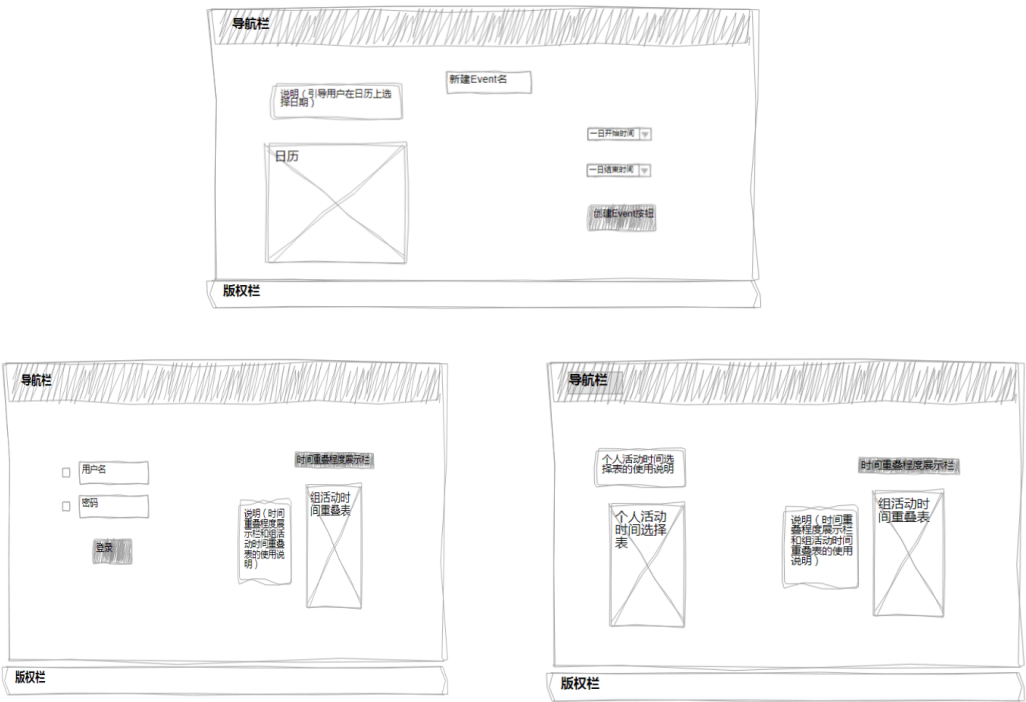 导航栏
新建Event名
说明（引导用户在日历上选
择日期）
一日开始时间
日历
一日结束时间
创建Event按钮
版权栏
导航栏
用户名
密码
登录
时间重叠程度展示栏
说明（时间
重叠程度展
示栏和组活
动时间重叠
表的使用说
明）
组活动时
间重叠表
版权栏
导航栏
个人活动时间选
择表的使用说明
个人活动
时间选择
表
时间重叠程度展示栏
说明（时间重
叠程度展示栏
和组活动时间
重叠表的使用
说明）
组活动时
间重叠表
版权栏